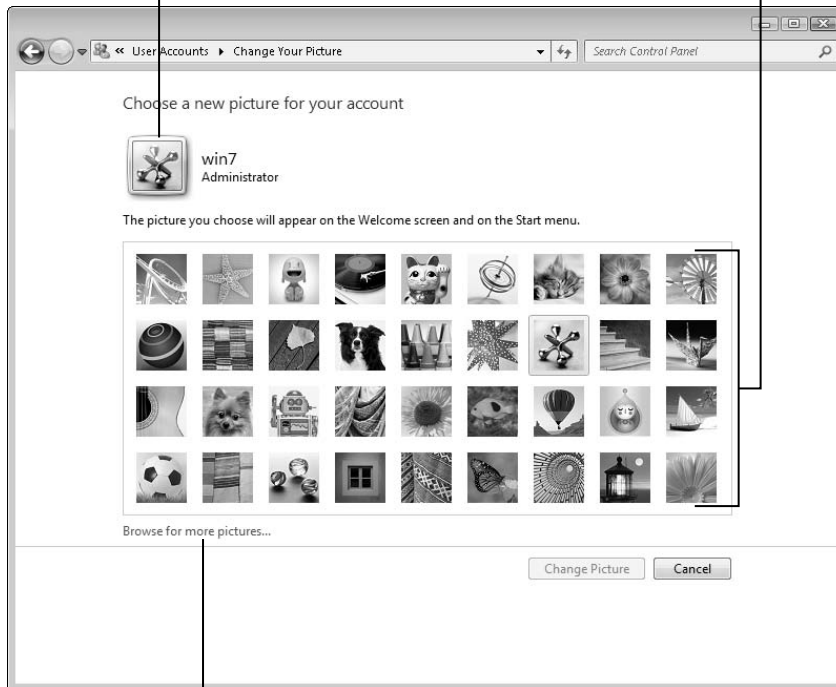 « User Accounts ▸ Change Your Picture
Search Control Panel
Choose a new picture for your account
win7
Administrator
The picture you choose will appear on the Welcome screen and on the Start menu.
Browse for more pictures...
Change Picture
Cancel